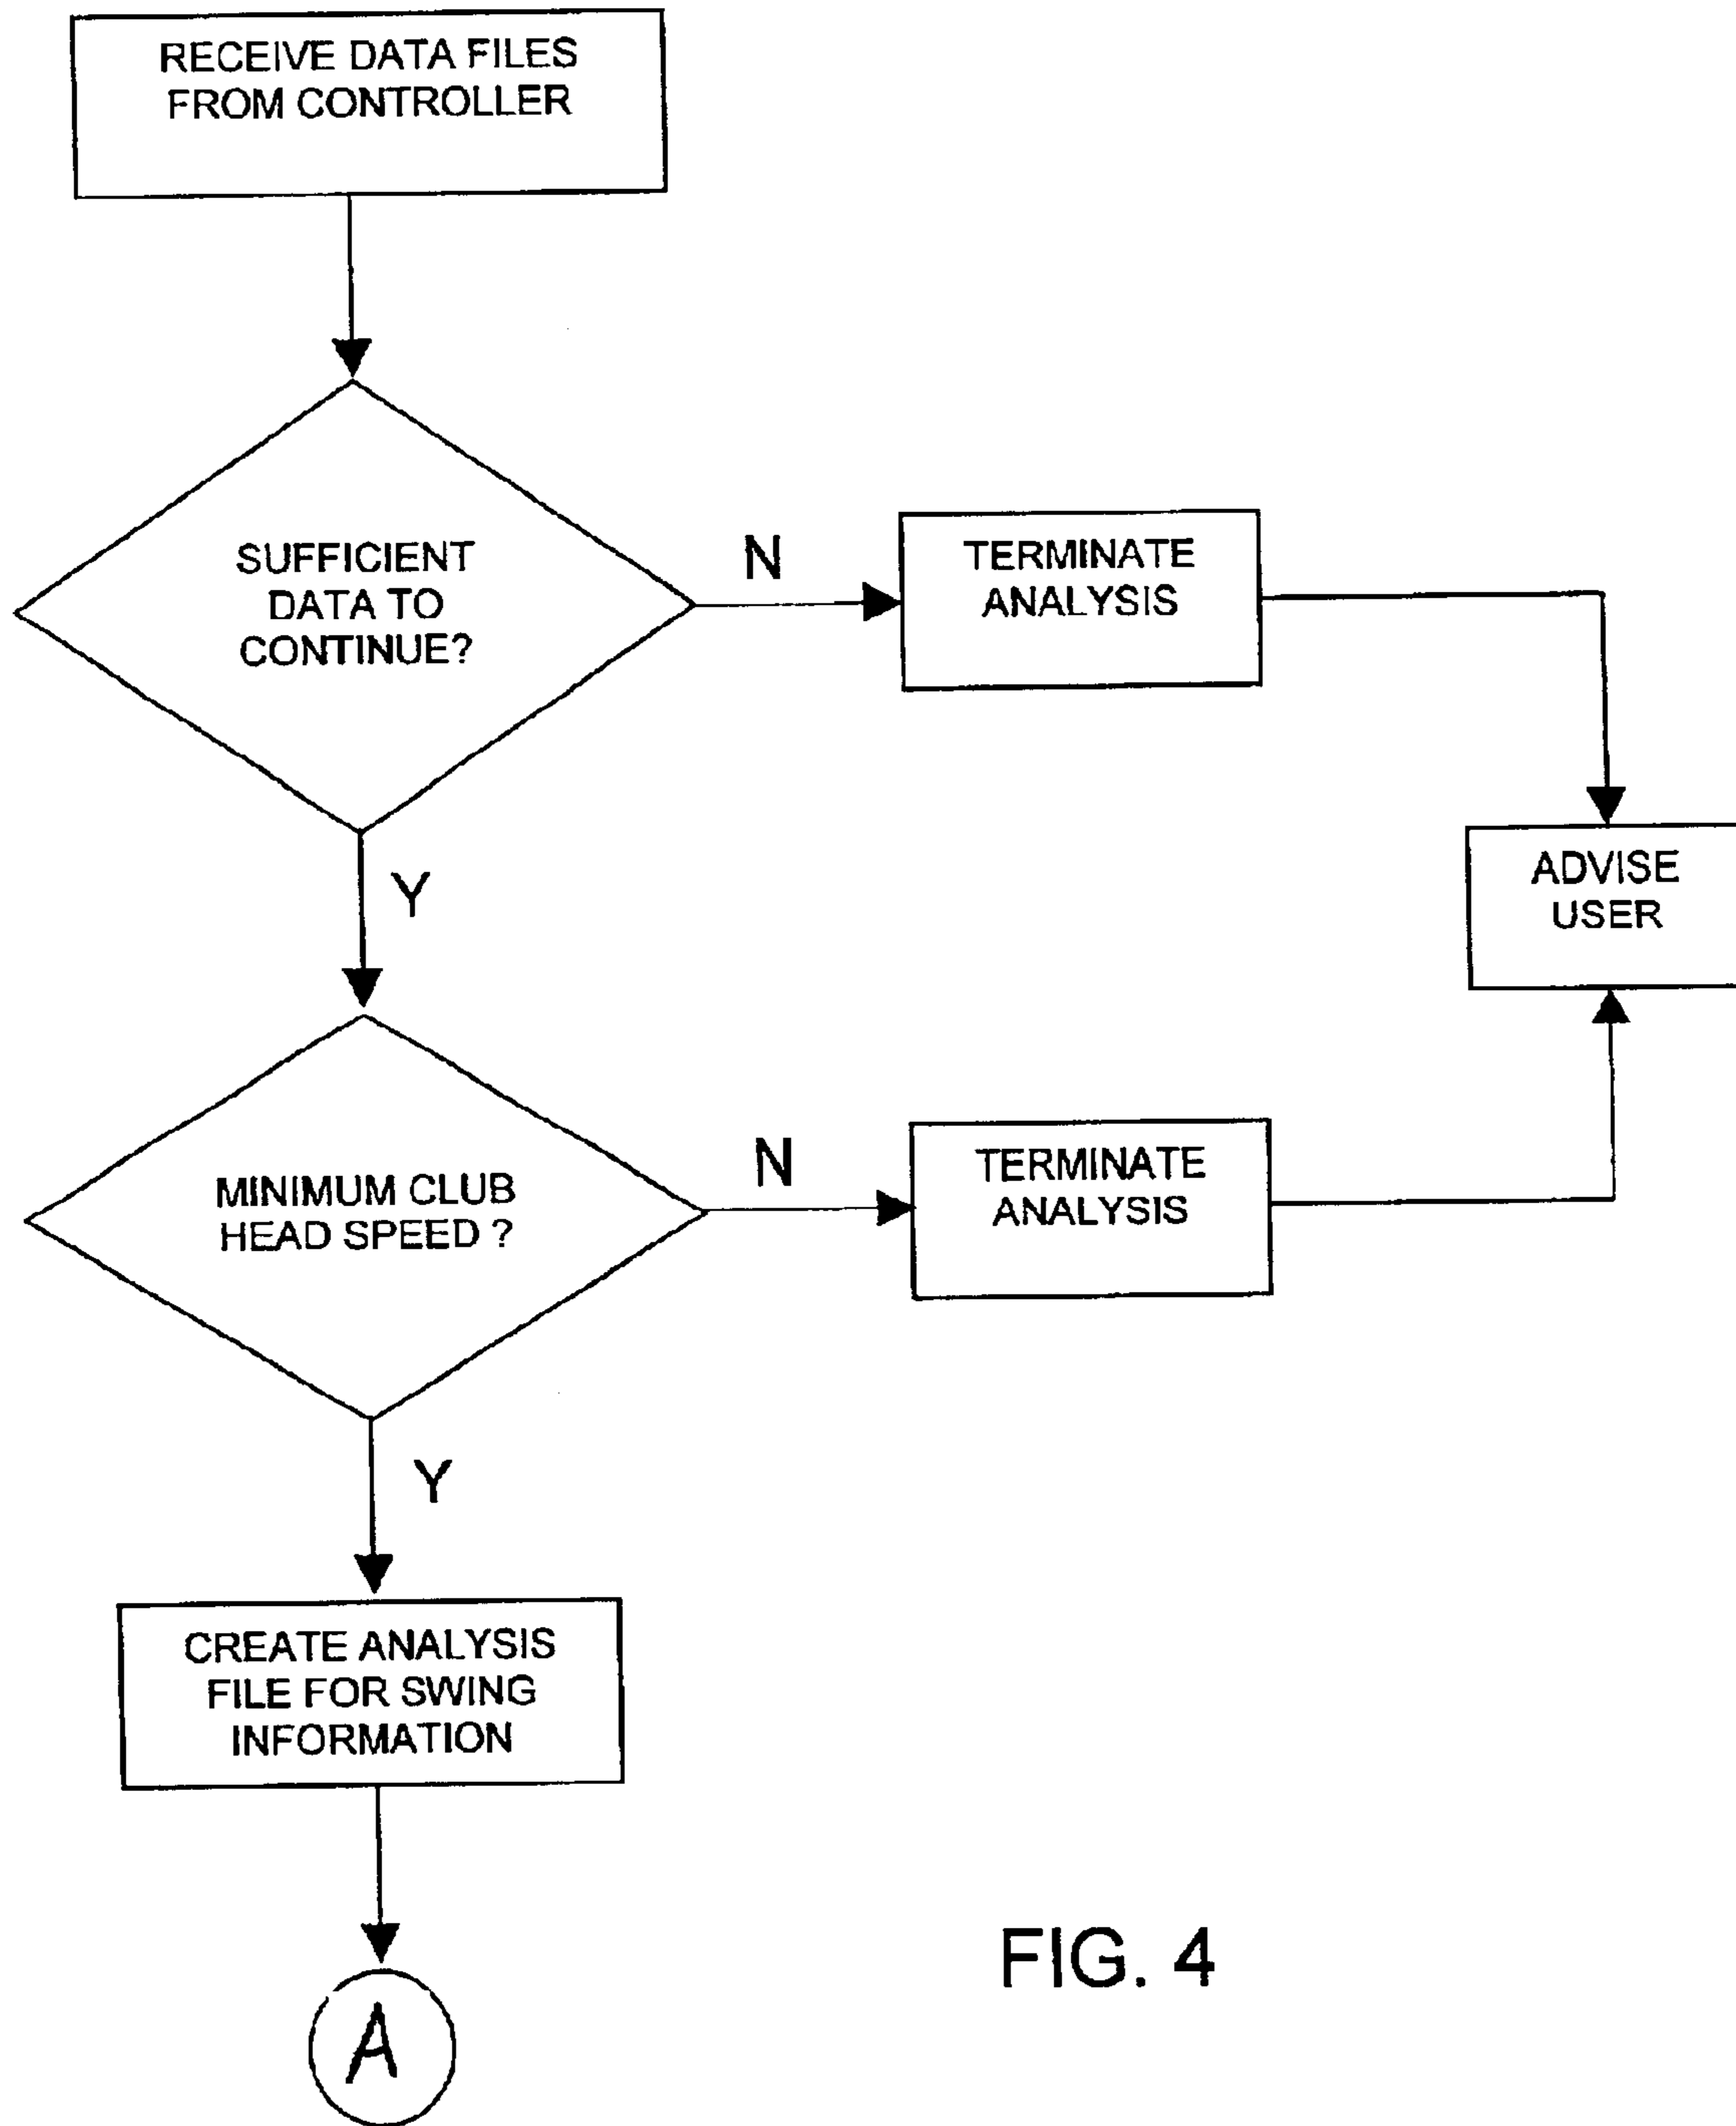 RECEIVE DATA FILES
FROM CONTROLLER
SUFFICIENT
DATA TO
CONTINUE?
N
TERMINATE
ANALYSIS
ADVISE
USER
Y
MINIMUM CLUB
HEAD SPEED ?
N
TERMINATE
ANALYSIS
Y
CREATE ANALYSIS
FILE FOR SWING
INFORMATION
A
FIG. 4